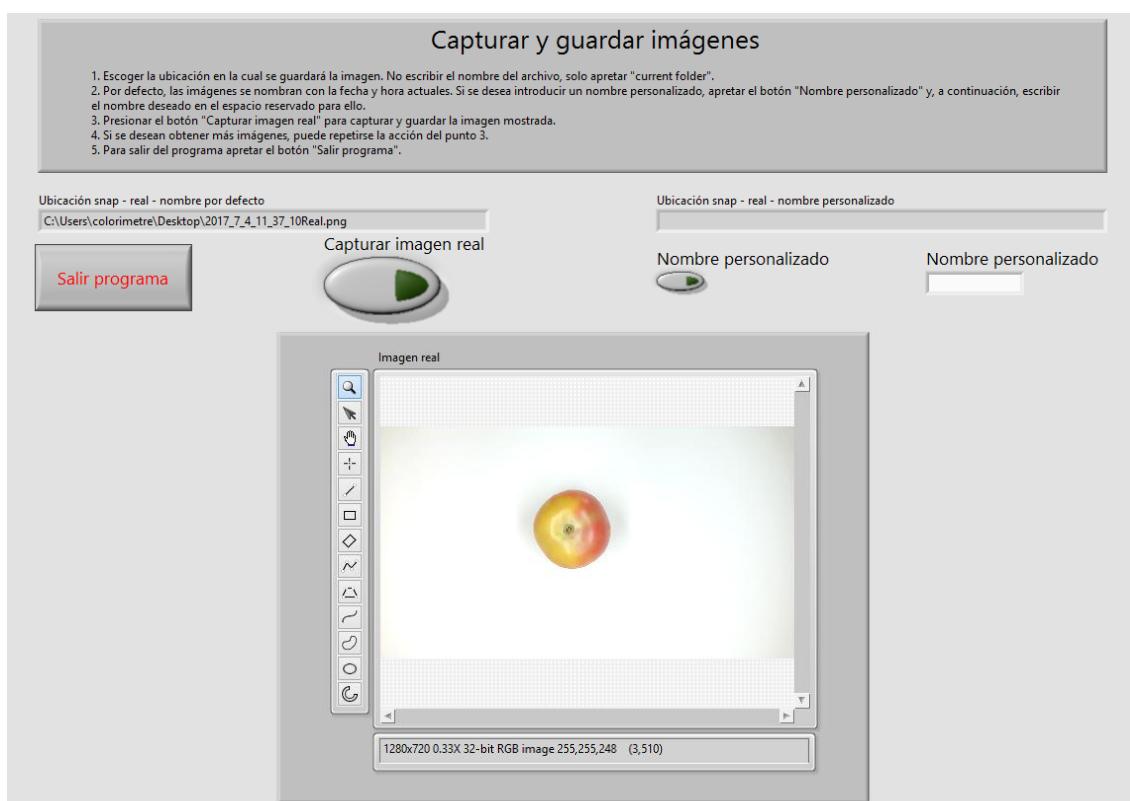 Capturar y guardar imágenes
1. Escoger la ubicación en la cual se guardará la imagen. No escribir el nombre del archivo, solo apretar "current folder".
2. Por defecto, las imágenes se nombran con la fecha y hora actuales. Si se desea introducir un nombre personalizado, apretar el botón "Nombre personalizado" y, a continuación, escribir
el nombre deseado en el espacio reservado para ello.
3. Presionar el botón "Capturar imagen real" para capturar y guardar la imagen mostrada.
4. Si se desean obtener más imágenes, puede repetirse la acción del punto 3.
5. Para salir del programa apretar el botón "Salir programa".
Ubicación snap - real - nombre por defecto
C:\Users\colorimetre\Desktop\2017_7_4_11_37_10Real.png
Ubicación snap - real - nombre personalizado
Salir programa
Capturar imagen real
Nombre personalizado
Nombre personalizado
Imagen real
1280x720 0.33X 32-bit RGB image 255,255,248 (3,510)